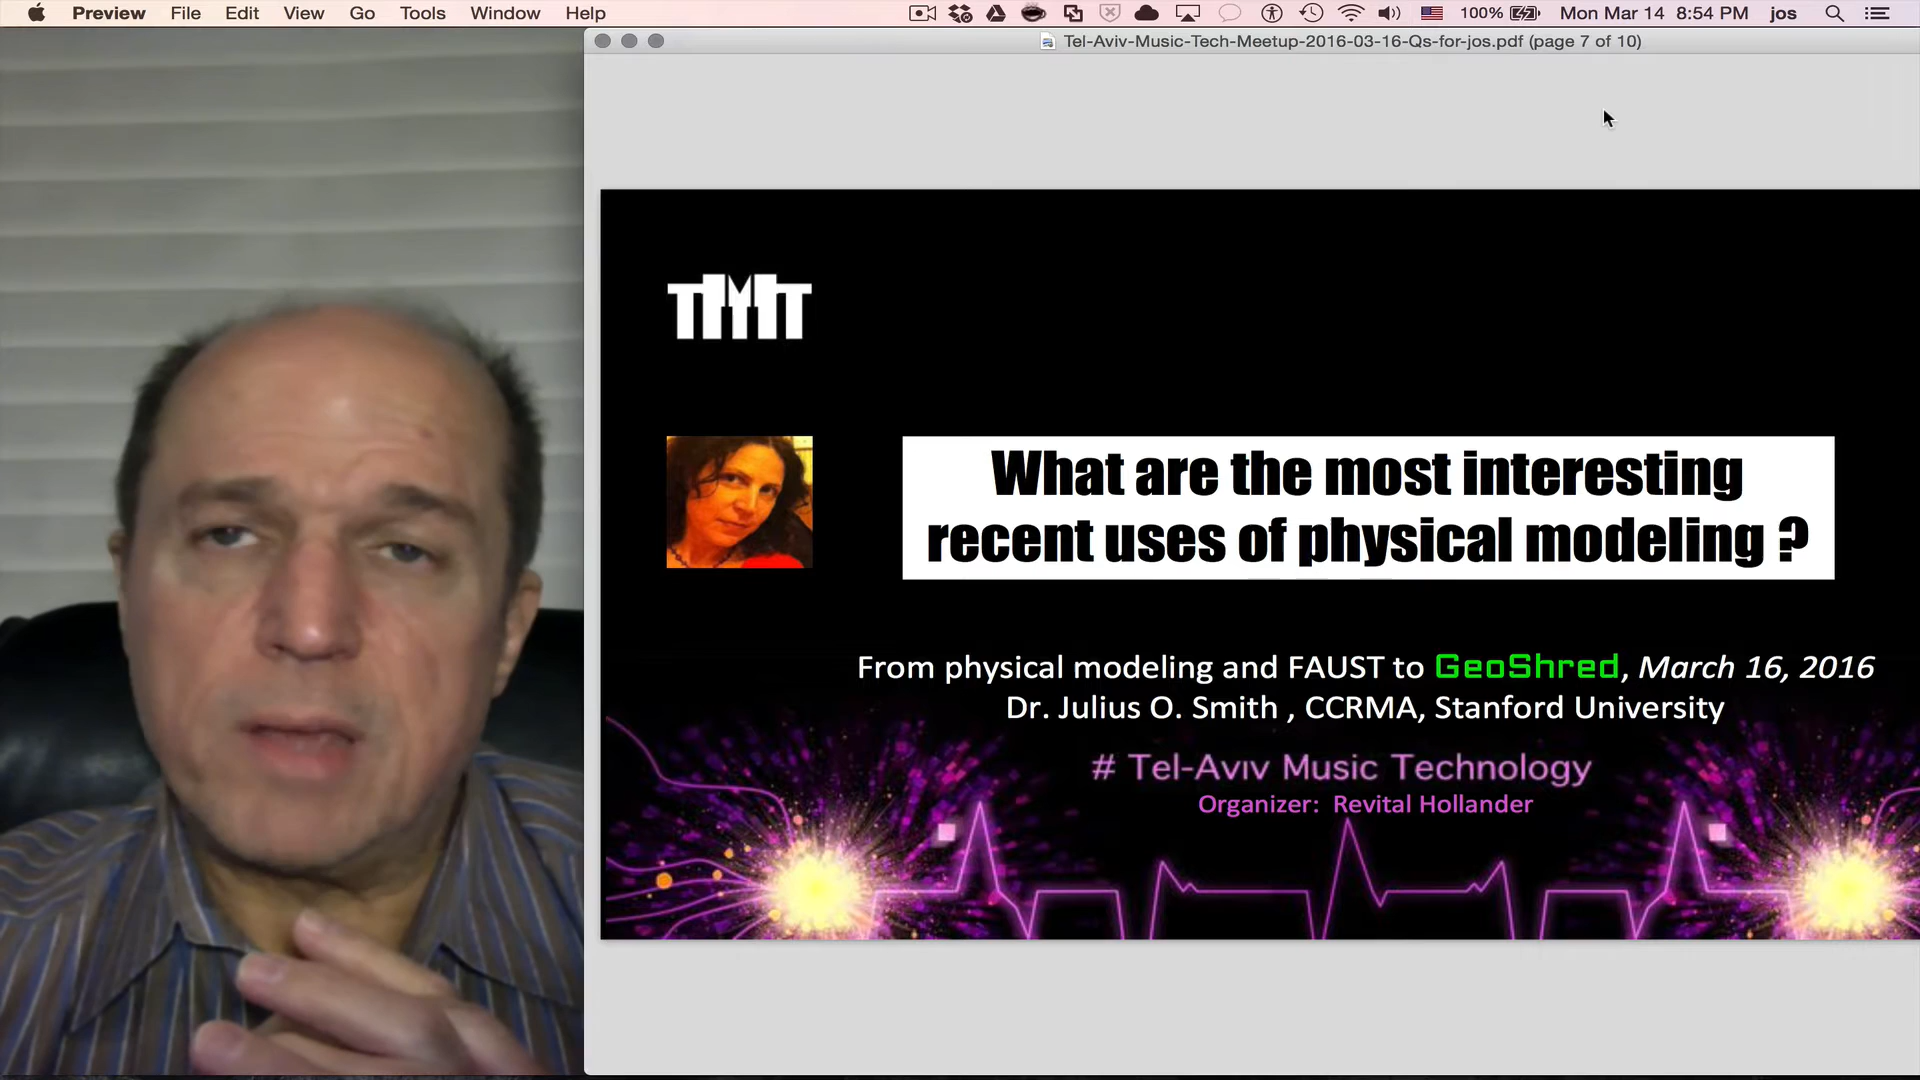 Preview File Edit View Go Tools Window Help 100% Mon Mar 14 8:54 PM jos
Tel-Aviv-Music-Tech-Meetup-2016-03-16-Qs-for-jos.pdf (page 7 of 10)
TMIT
What are the most interesting
recent uses of physical modeling ?
From physical modeling and FAUST to GeoShred, March 16, 2016
Dr. Julius O. Smith , CCRMA, Stanford University
# Tel-Aviv Music Technology
Organizer: Revital Hollander